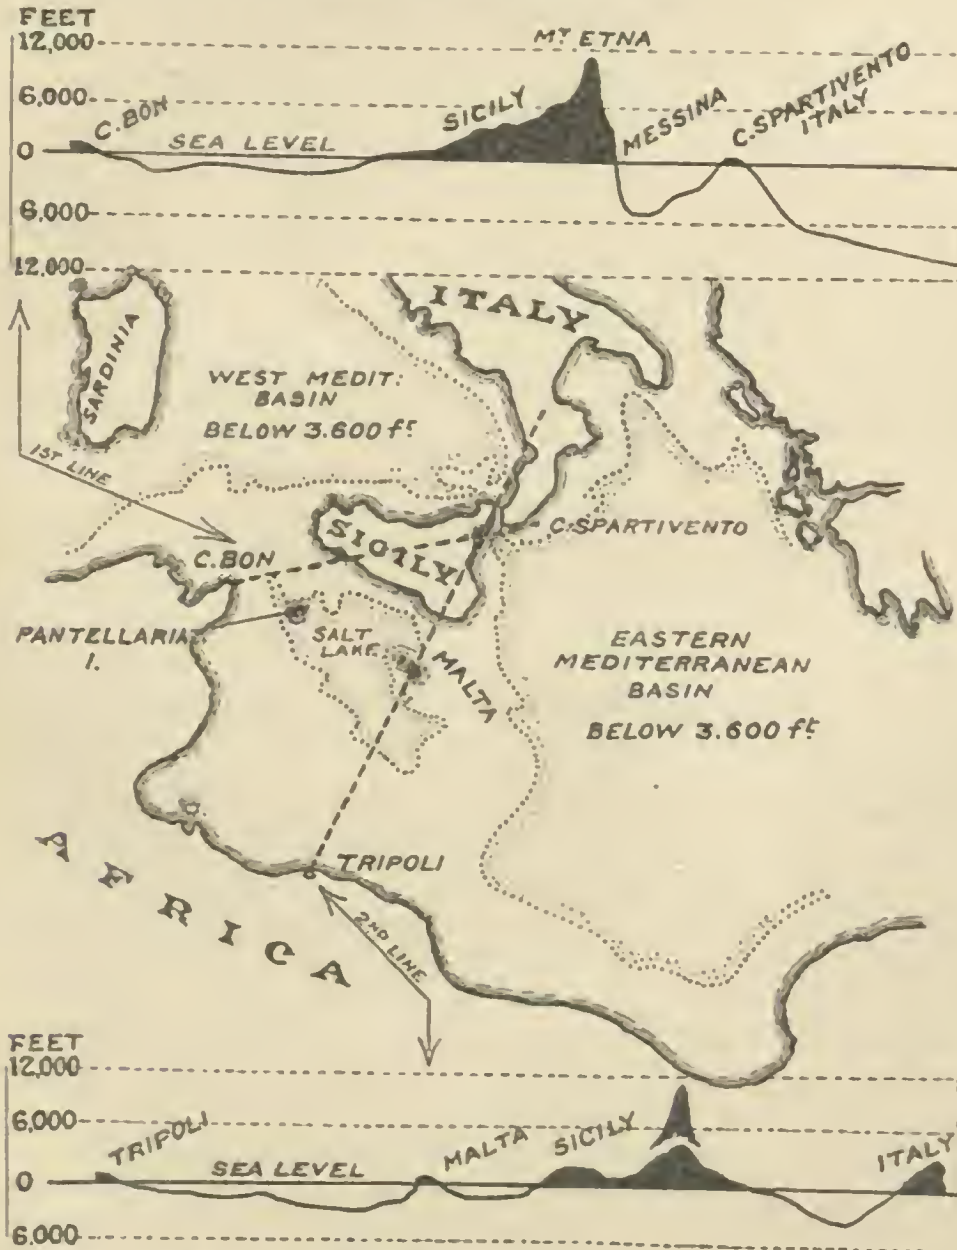 FEET
12,000
Mᵀ ETNA
6,000
C. BON
SICILY
MESSINA
C. SPARTIVENTO
ITALY
0
SEA LEVEL
6,000
12,000
ITALY
SARDINIA
WEST MEDIT:
BASIN
BELOW 3.600 fᵗ
1ST LINE
C. SPARTIVENTO
C. BON
SICILY
PANTELLARIA
I.
SALT
LAKE
MALTA
EASTERN
MEDITERRANEAN
BASIN
BELOW 3.600 fᵗ
AFRICA
TRIPOLI
2ND LINE
FEET
12,000
6,000
TRIPOLI
MALTA
SICILY
ITALY
0
SEA LEVEL
6,000